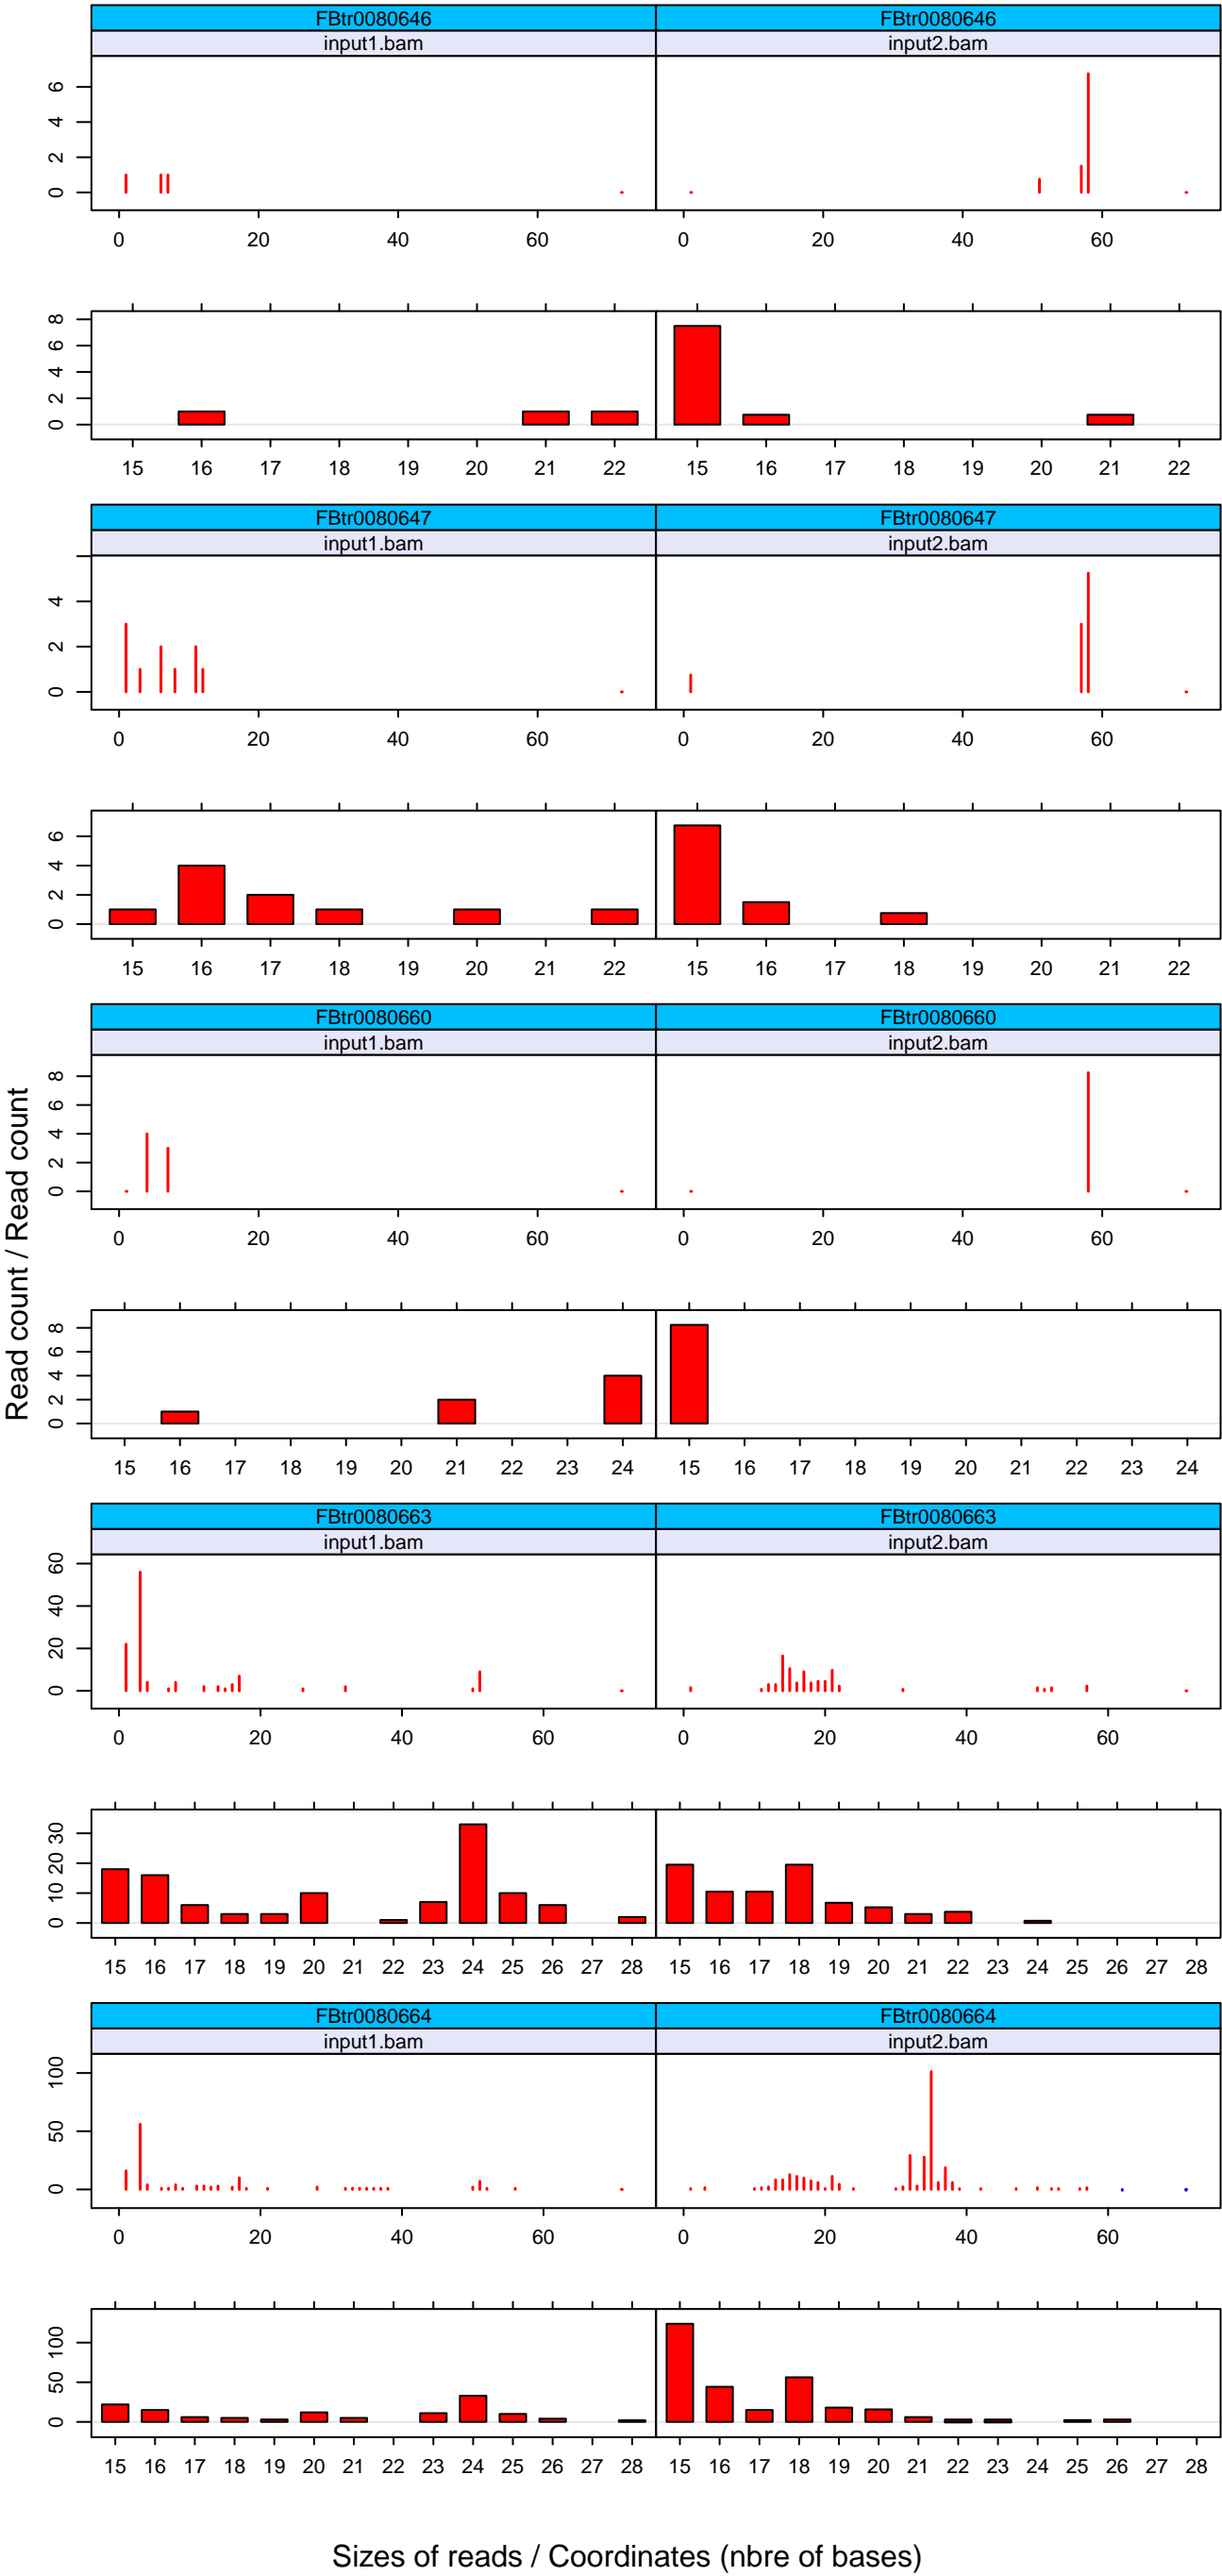 FBtr0080646 FBtr0080646
input1.bam input2.bam
6
4
2
0
0 20 40 60 0 20 40 60
8
6
4
2
0
15 16 17 18 19 20 21 22 15 16 17 18 19 20 21 22
FBtr0080647 FBtr0080647
input1.bam input2.bam
4
2
0
0 20 40 60 0 20 40 60
6
4
2
0
15 16 17 18 19 20 21 22 15 16 17 18 19 20 21 22
FBtr0080660 FBtr0080660
input1.bam input2.bam
8
6
4
2
0
0 20 40 60 0 20 40 60
8
6
4
2
0
15 16 17 18 19 20 21 22 23 24 15 16 17 18 19 20 21 22 23 24
Read count / Read count
FBtr0080663 FBtr0080663
input1.bam input2.bam
60
40
20
0
0 20 40 60 0 20 40 60
30
20
10
0
15 16 17 18 19 20 21 22 23 24 25 26 27 28 15 16 17 18 19 20 21 22 23 24 25 26 27 28
FBtr0080664 FBtr0080664
input1.bam input2.bam
100
50
0
0 20 40 60 0 20 40 60
100
50
0
15 16 17 18 19 20 21 22 23 24 25 26 27 28 15 16 17 18 19 20 21 22 23 24 25 26 27 28
Sizes of reads / Coordinates (nbre of bases)